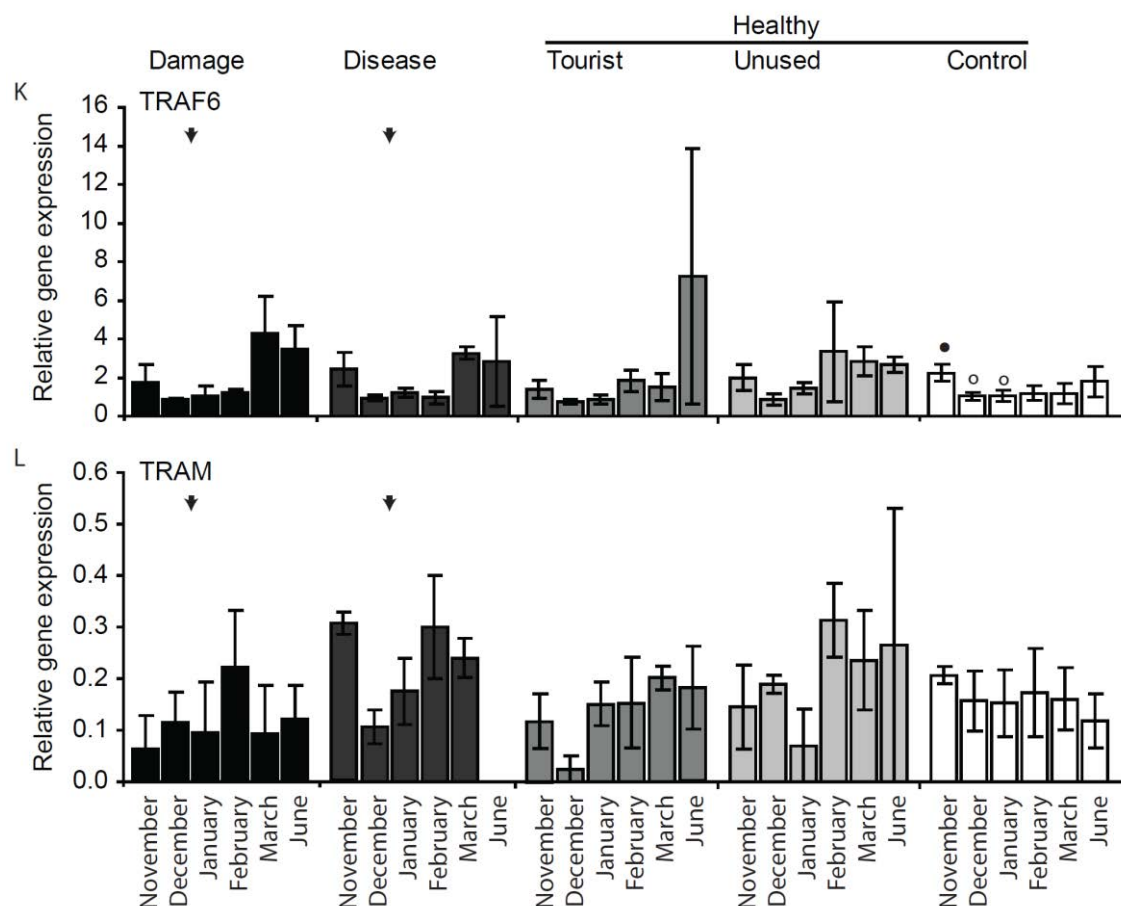 Healthy
Damage Disease Tourist Unused Control
K
TRAF6
16
14
12
10
8
6
4
2
0
Relative gene expression
L
TRAM
0.6
0.5
0.4
0.3
0.2
0.1
0.0
Relative gene expression
November December January February March June November December January February March June November December January February March June November December January February March June November December January February March June